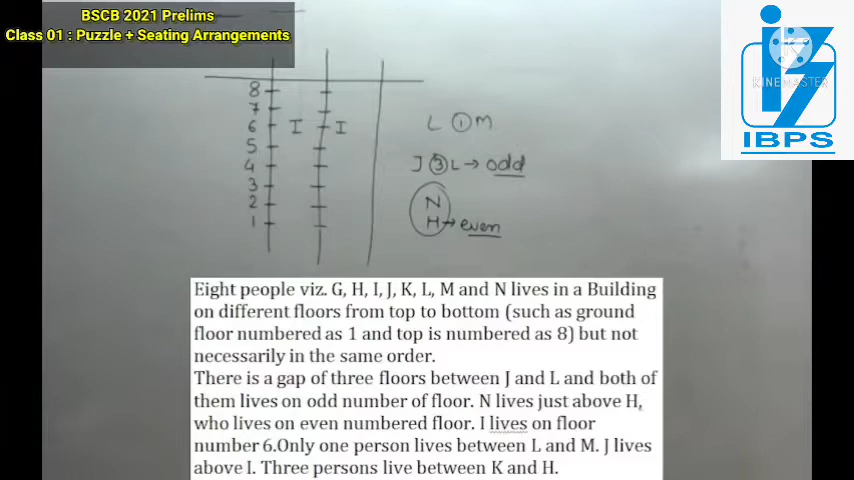 BSCB 2021 Prelims
Class 01 : Puzzle + Seating Arrangements
KINEMASTER
IBPS
8
7
6 I I
5
4
3
2
1
L ① M
J ③ L → odd
N
H → even
Eight people viz. G, H, I, J, K, L, M and N lives in a Building
on different floors from top to bottom (such as ground
floor numbered as 1 and top is numbered as 8) but not
necessarily in the same order.
There is a gap of three floors between J and L and both of
them lives on odd number of floor. N lives just above H,
who lives on even numbered floor. I lives on floor
number 6.Only one person lives between L and M. J lives
above I. Three persons live between K and H.